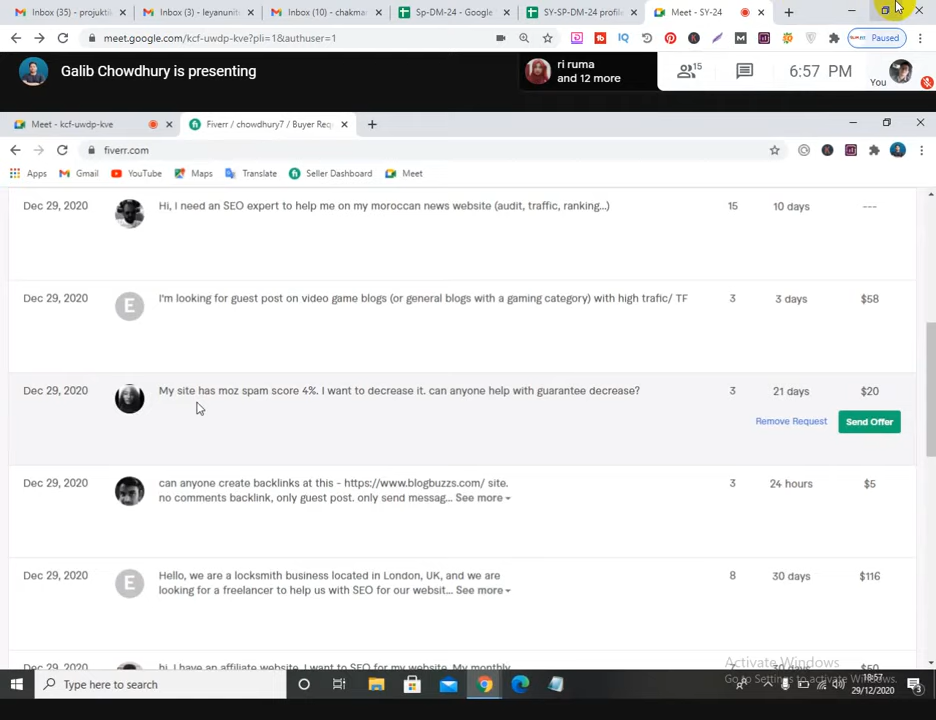 Inbox (35) - projukti
Inbox (3) - leyanunit
Inbox (10) - chakma
Sp-DM-24 - Google
SY-SP-DM-24 profile
Meet - SY-24
meet.google.com/kcf-uwdp-kve?pli=1&authuser=1
Paused
Galib Chowdhury is presenting
ri ruma
and 12 more
15
6:57 PM
You
Meet - kcf-uwdp-kve
Fiverr / chowdhury7 / Buyer Req
fiverr.com
Apps Gmail YouTube Maps Translate Seller Dashboard Meet
Dec 29, 2020 Hi, I need an SEO expert to help me on my moroccan news website (audit, traffic, ranking...) 15 10 days ---
Dec 29, 2020 E I'm looking for guest post on video game blogs (or general blogs with a gaming category) with high trafic/ TF 3 3 days $58
Dec 29, 2020 My site has moz spam score 4%. I want to decrease it. can anyone help with guarantee decrease? 3 21 days $20
Remove Request Send Offer
Dec 29, 2020 can anyone create backlinks at this - https://www.blogbuzzs.com/ site. 3 24 hours $5
no comments backlink, only guest post. only send messag... See more
Dec 29, 2020 E Hello, we are a locksmith business located in London, UK, and we are 8 30 days $116
looking for a freelancer to help us with SEO for our websit... See more
Dec 29, 2020 hi, I have an affiliate website. I want to SEO for my website. My monthly 7 30 days $50
Activate Windows
Go to Settings to activate Windows.
Type here to search
18:57
29/12/2020
3